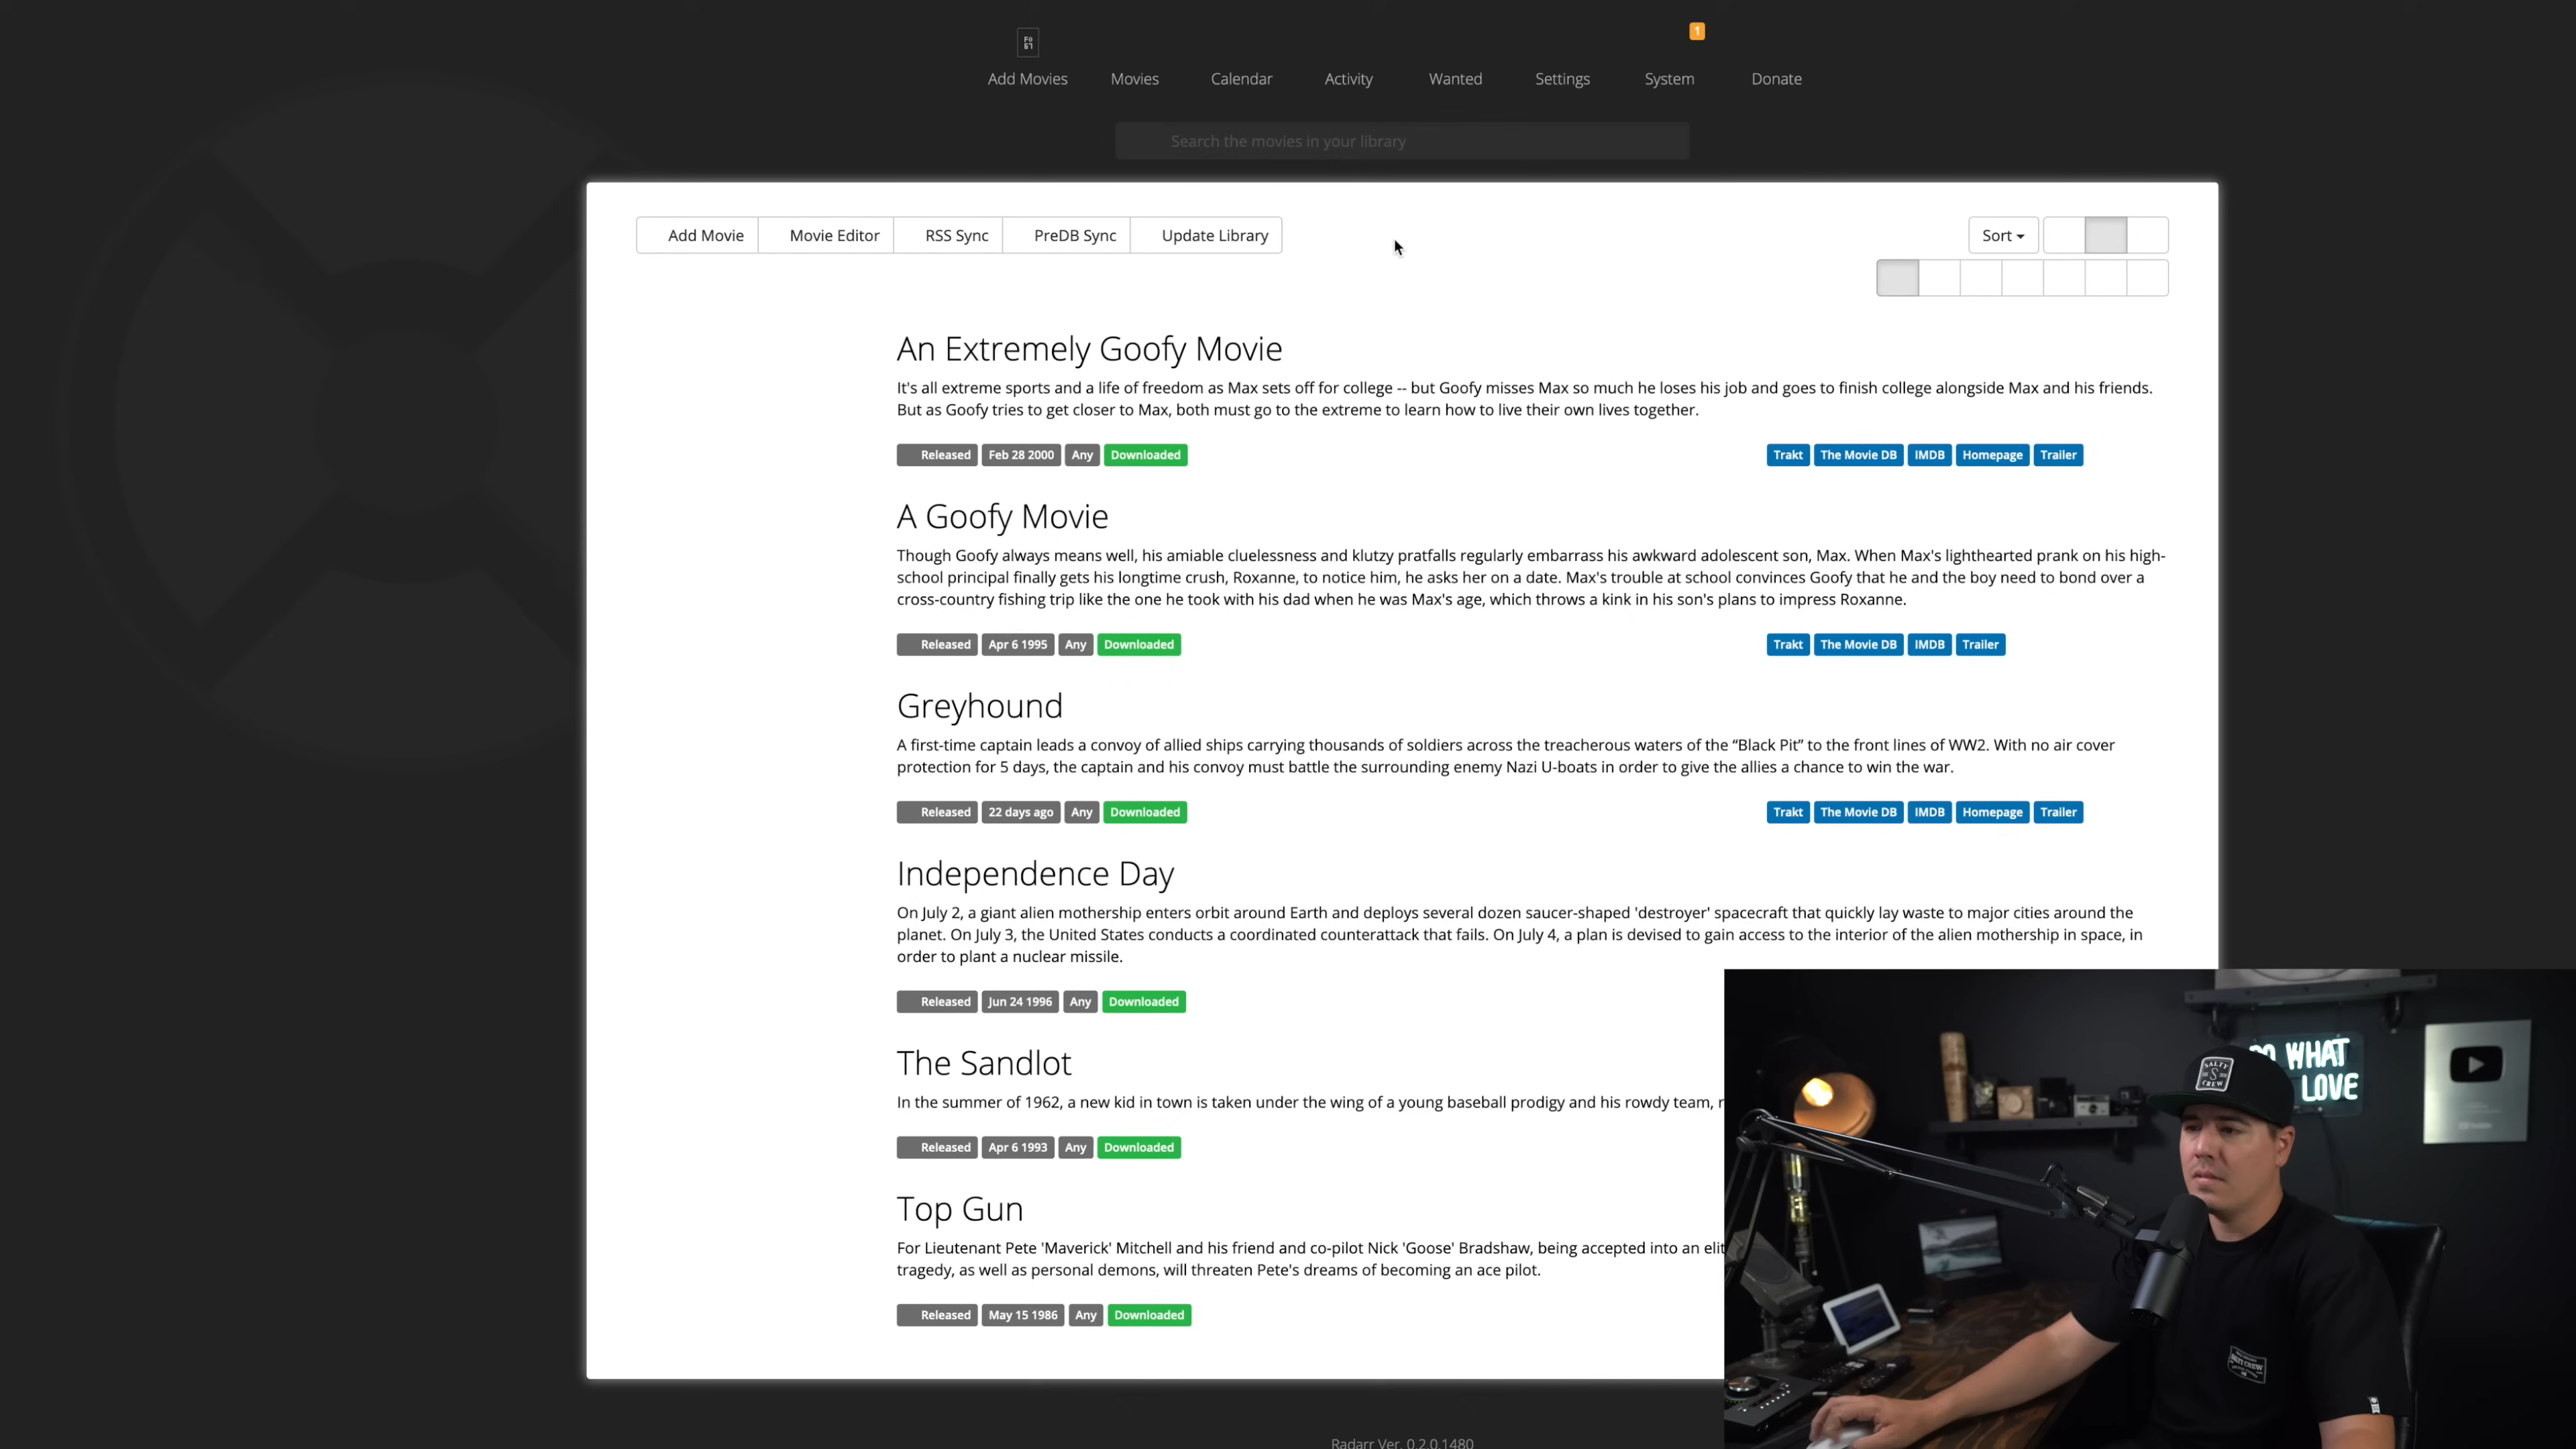 1
Add Movies Movies Calendar Activity Wanted Settings System Donate
Search the movies in your library
Add Movie Movie Editor RSS Sync PreDB Sync Update Library Sort
An Extremely Goofy Movie
It's all extreme sports and a life of freedom as Max sets off for college -- but Goofy misses Max so much he loses his job and goes to finish college alongside Max and his friends.
But as Goofy tries to get closer to Max, both must go to the extreme to learn how to live their own lives together.
Released Feb 28 2000 Any Downloaded Trakt The Movie DB IMDB Homepage Trailer
A Goofy Movie
Though Goofy always means well, his amiable cluelessness and klutzy pratfalls regularly embarrass his awkward adolescent son, Max. When Max's lighthearted prank on his high-
school principal finally gets his longtime crush, Roxanne, to notice him, he asks her on a date. Max's trouble at school convinces Goofy that he and the boy need to bond over a
cross-country fishing trip like the one he took with his dad when he was Max's age, which throws a kink in his son's plans to impress Roxanne.
Released Apr 6 1995 Any Downloaded Trakt The Movie DB IMDB Trailer
Greyhound
A first-time captain leads a convoy of allied ships carrying thousands of soldiers across the treacherous waters of the “Black Pit” to the front lines of WW2. With no air cover
protection for 5 days, the captain and his convoy must battle the surrounding enemy Nazi U-boats in order to give the allies a chance to win the war.
Released 22 days ago Any Downloaded Trakt The Movie DB IMDB Homepage Trailer
Independence Day
On July 2, a giant alien mothership enters orbit around Earth and deploys several dozen saucer-shaped 'destroyer' spacecraft that quickly lay waste to major cities around the
planet. On July 3, the United States conducts a coordinated counterattack that fails. On July 4, a plan is devised to gain access to the interior of the alien mothership in space, in
order to plant a nuclear missile.
Released Jun 24 1996 Any Downloaded
The Sandlot
In the summer of 1962, a new kid in town is taken under the wing of a young baseball prodigy and his rowdy team,
Released Apr 6 1993 Any Downloaded
Top Gun
For Lieutenant Pete 'Maverick' Mitchell and his friend and co-pilot Nick 'Goose' Bradshaw, being accepted into an
tragedy, as well as personal demons, will threaten Pete's dreams of becoming an ace pilot.
Released May 15 1986 Any Downloaded
Radarr Ver. 0.2.0.1480
WHAT
LOVE
SALTY
S
CREW